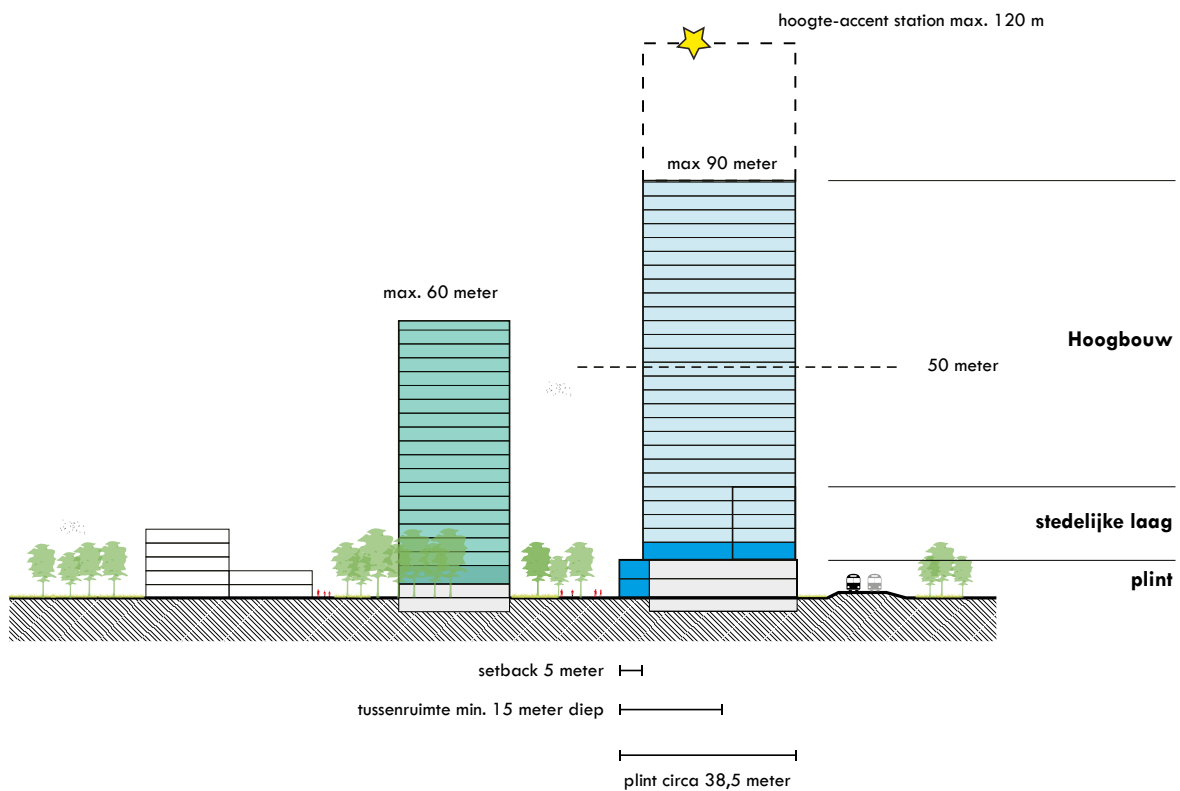 hoogte-accent station max. 120 m
max 90 meter
max. 60 meter
Hoogbouw
50 meter
stedelijke laag
plint
setback 5 meter
tussenruimte min. 15 meter diep
plint circa 38,5 meter